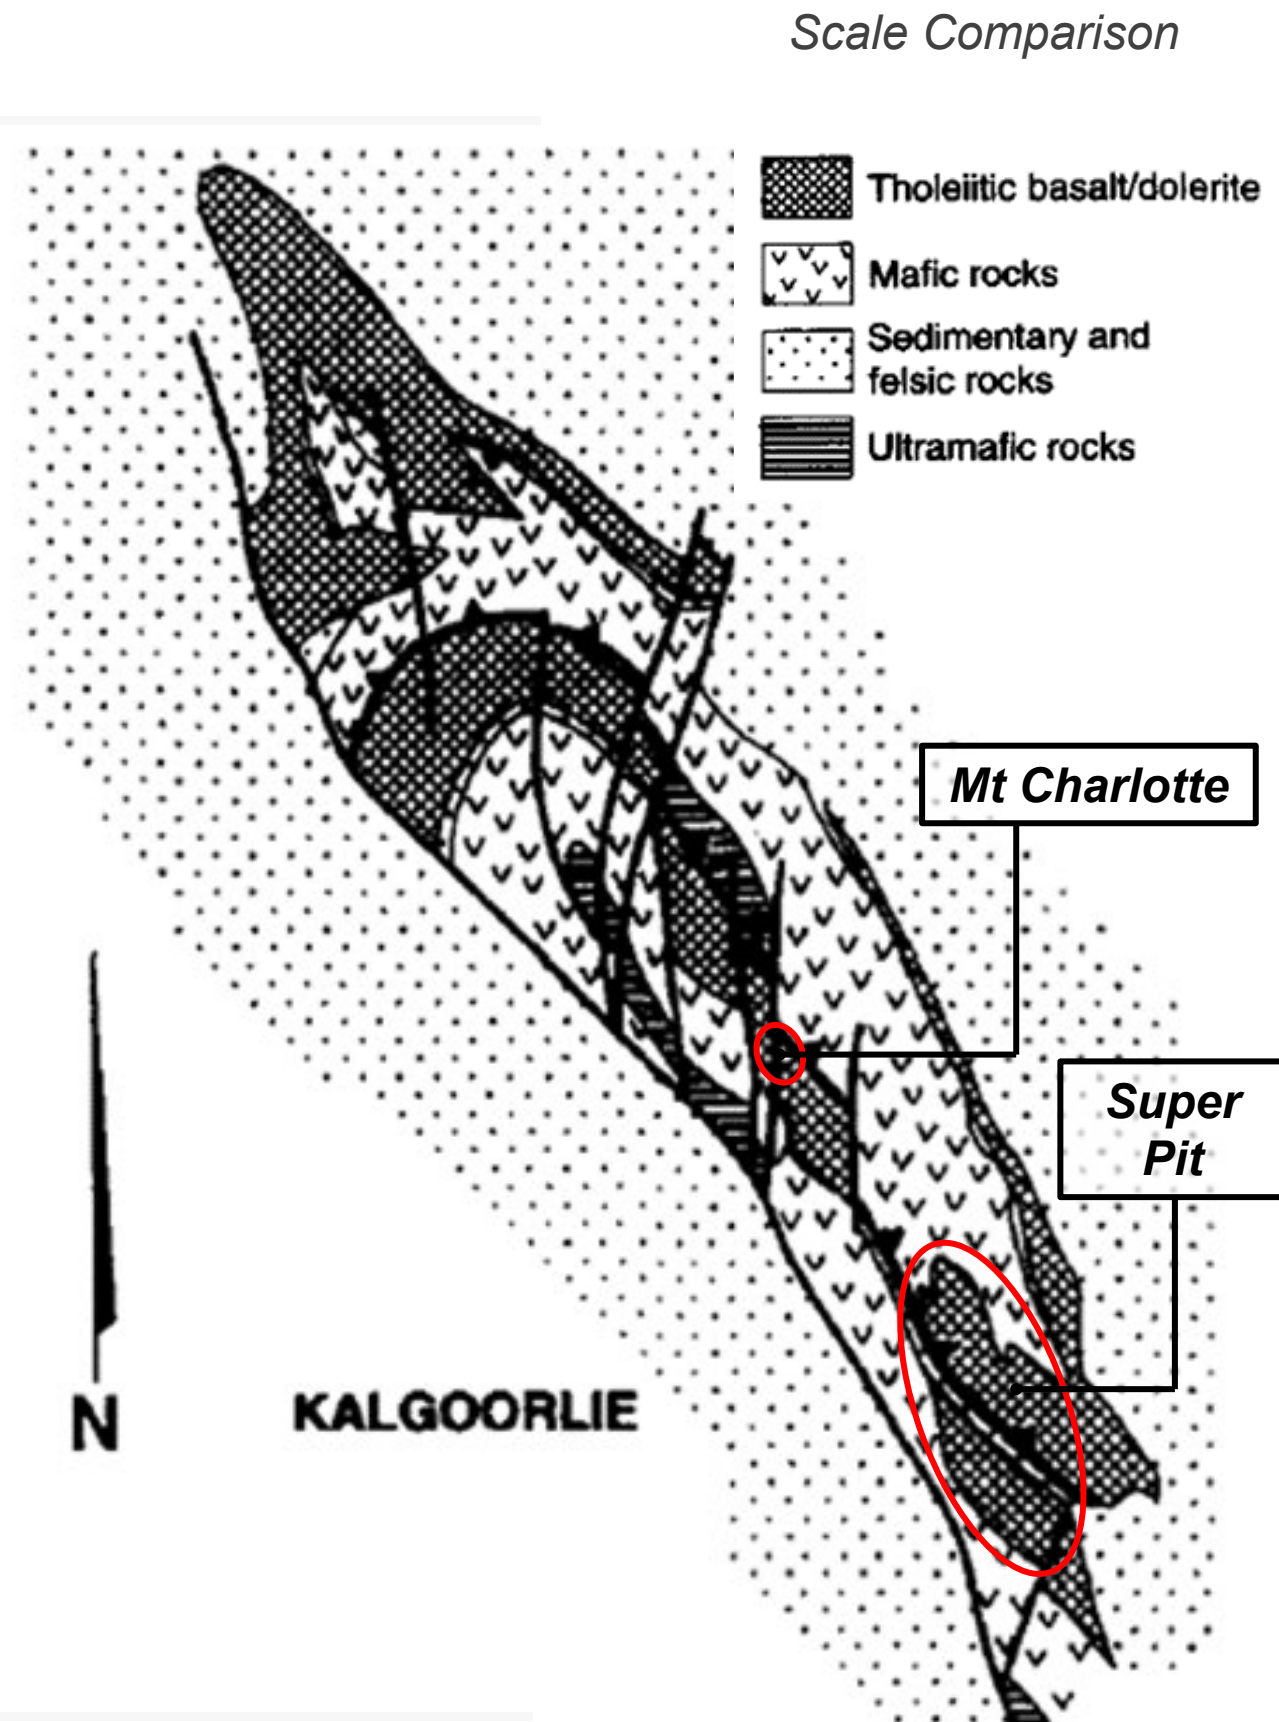 Scale Comparison
Tholeiitic basalt/dolerite
Mafic rocks
Sedimentary and
felsic rocks
Ultramafic rocks
Mt Charlotte
Super
Pit
N
KALGOORLIE